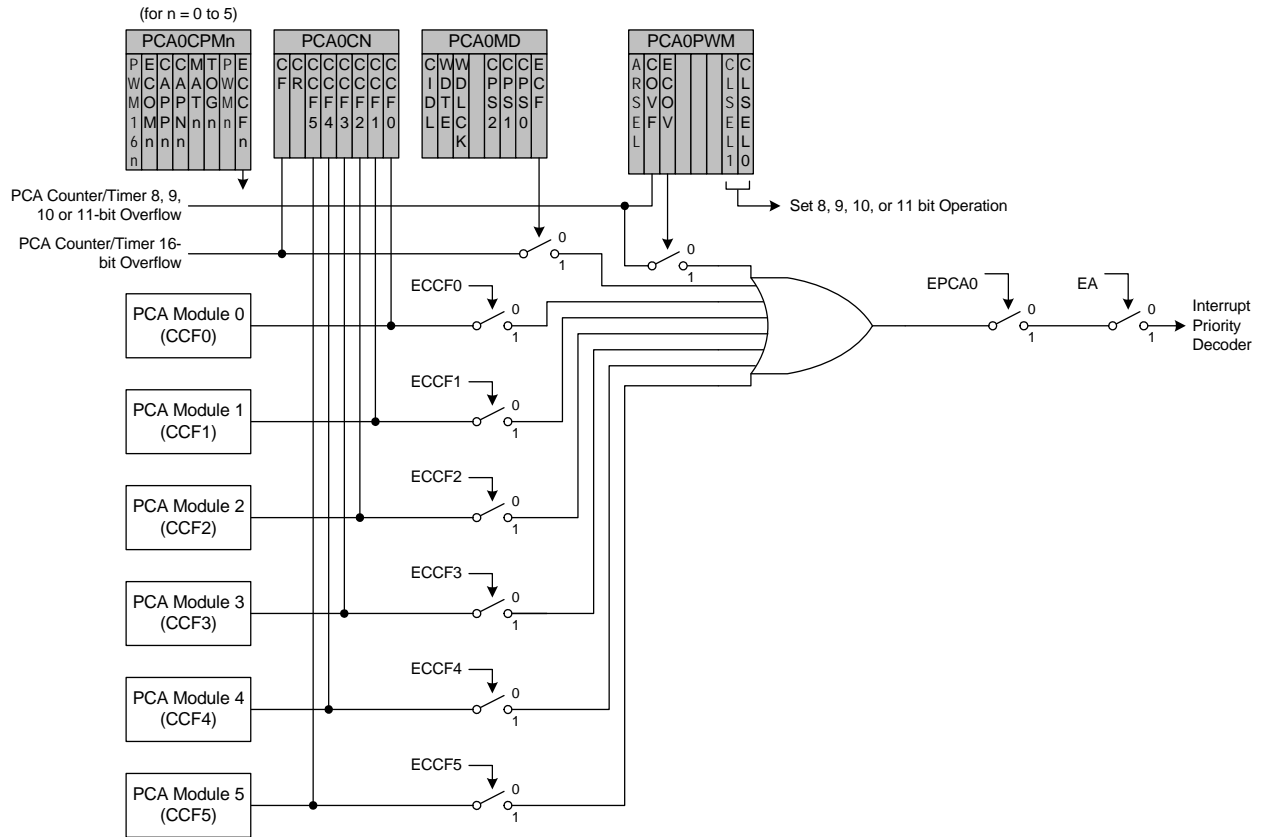 (for n = 0 to 5)
PCA0CPMn
PWM16n
ECOMn
CAPPn
CAPNn
MATn
TOGn
PWMn
ECCFn
PCA0CN
CF
CR
CCF5
CCF4
CCF3
CCF2
CCF1
CCF0
PCA0MD
CIDL
WDTE
WDLCK
CPS2
CPS1
CPS0
ECF
PCA0PWM
ARSEL
COVF
ECOV
CLSEL1
CLSEL0
PCA Counter/Timer 8, 9,
10 or 11-bit Overflow
Set 8, 9, 10, or 11 bit Operation
PCA Counter/Timer 16-
bit Overflow
0
1
0
1
PCA Module 0
(CCF0)
ECCF0
0
1
EPCA0
0
1
EA
0
1
Interrupt
Priority
Decoder
PCA Module 1
(CCF1)
ECCF1
0
1
PCA Module 2
(CCF2)
ECCF2
0
1
PCA Module 3
(CCF3)
ECCF3
0
1
PCA Module 4
(CCF4)
ECCF4
0
1
PCA Module 5
(CCF5)
ECCF5
0
1